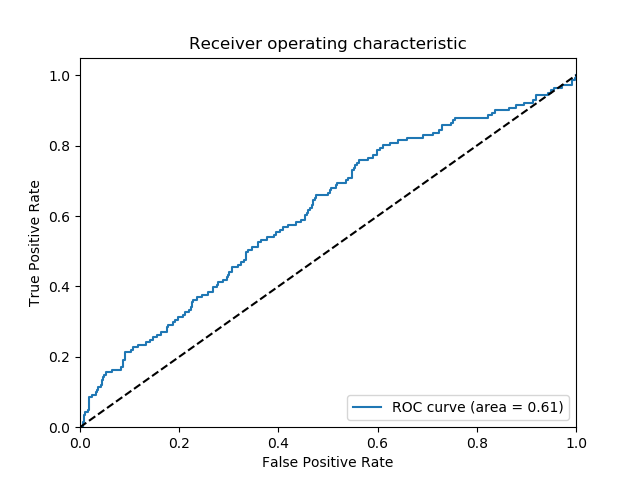 Receiver operating characteristic
1.0
0.8
0.6
0.4
0.2
0.0
True Positive Rate
ROC curve (area = 0.61)
0.0 0.2 0.4 0.6 0.8 1.0
False Positive Rate